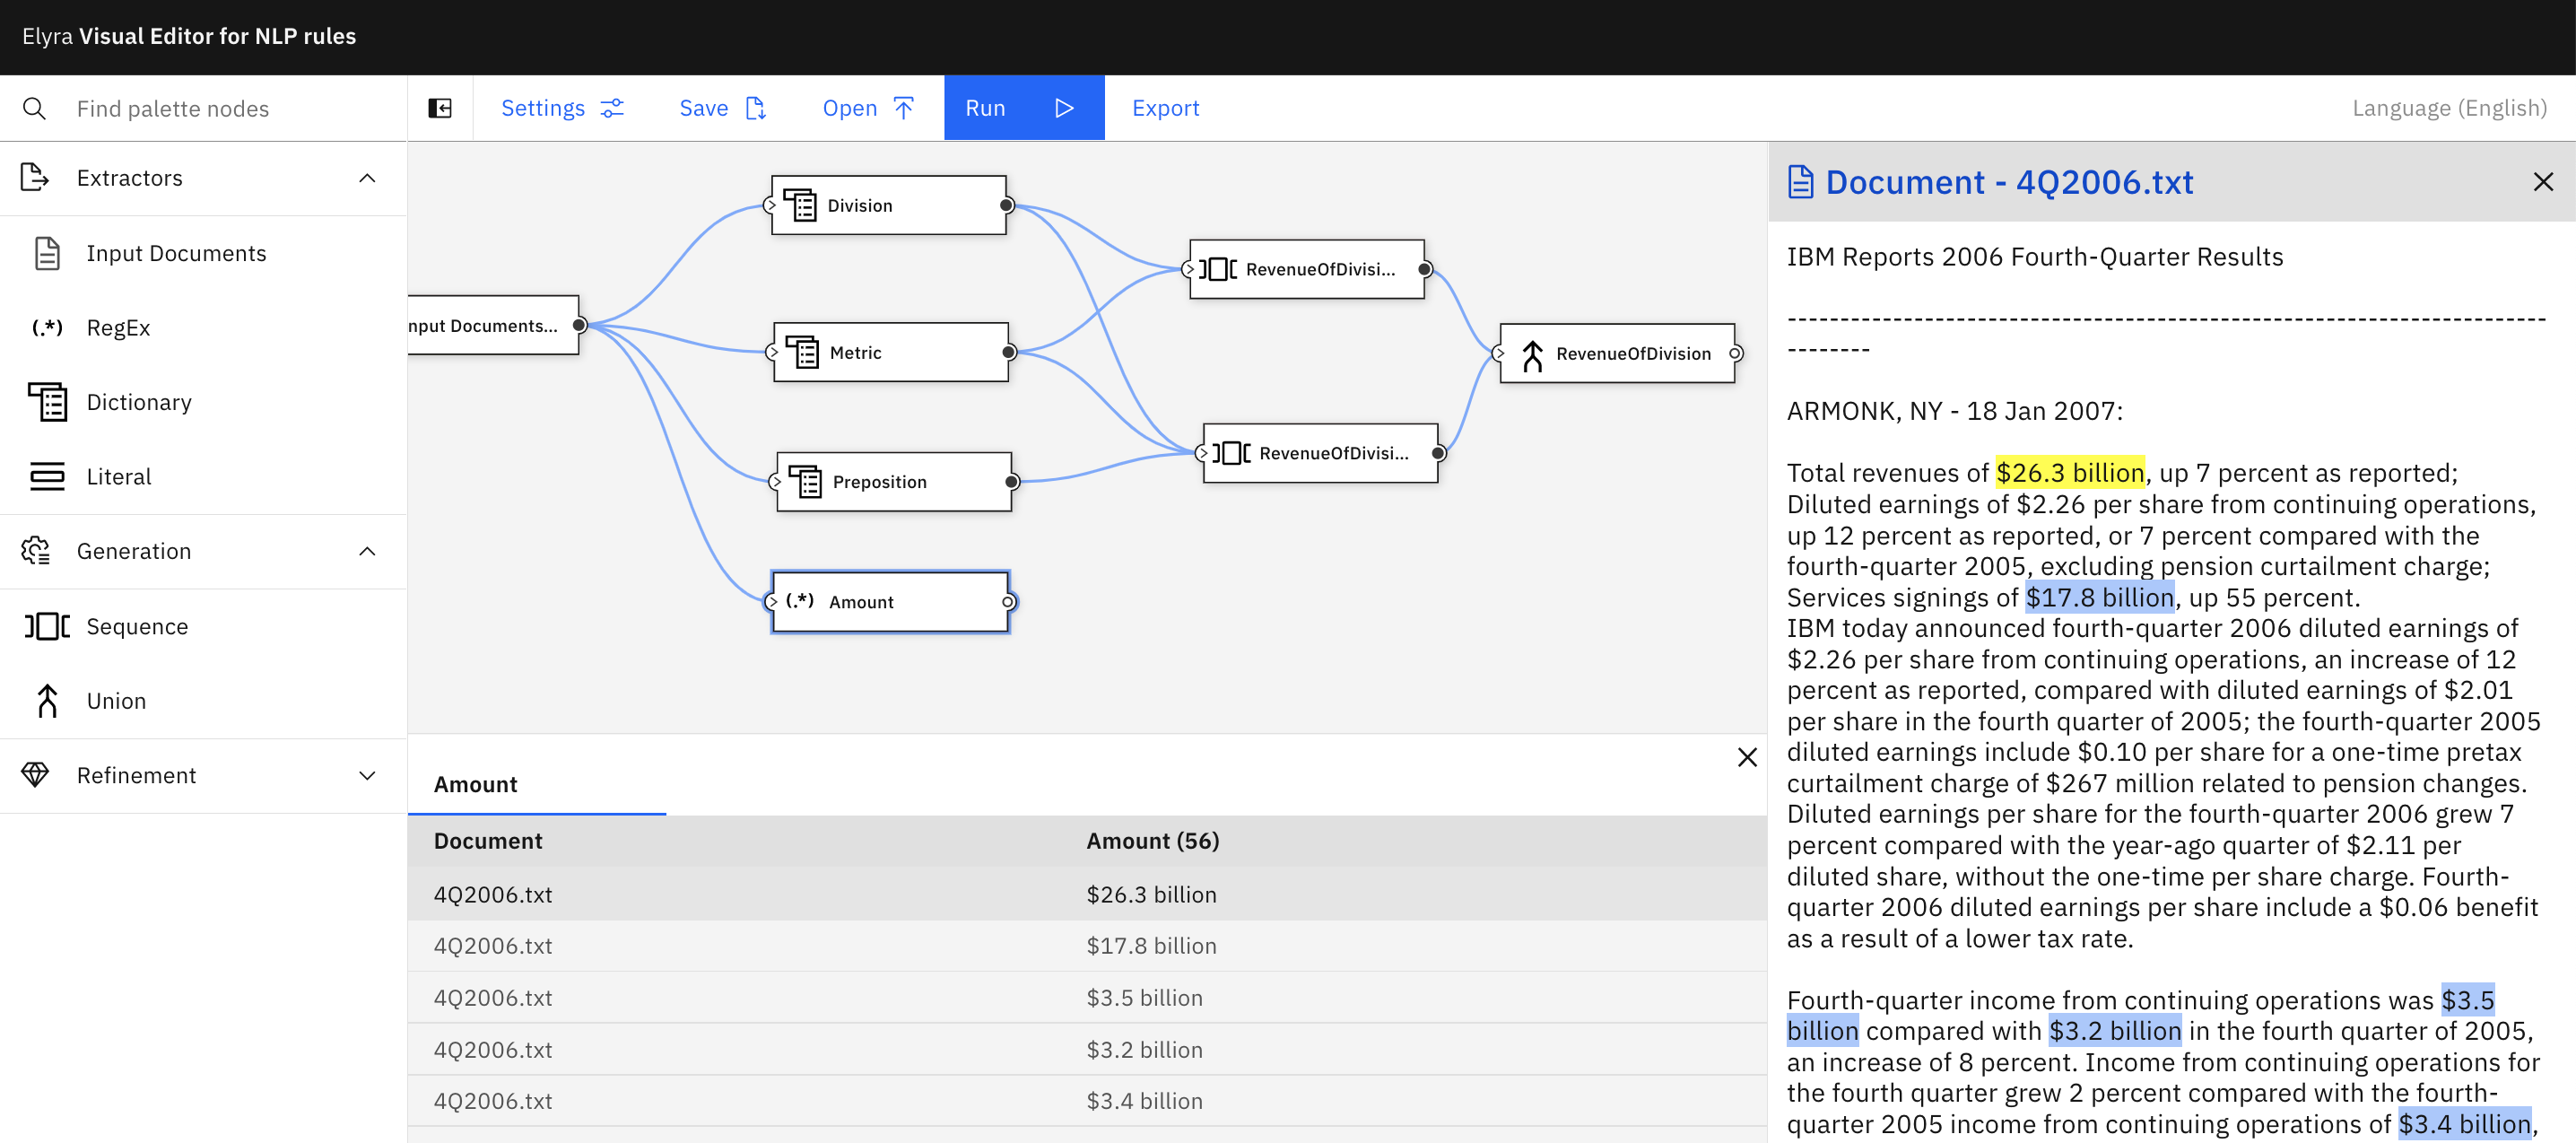 Elyra Visual Editor for NLP rules
Find palette nodes
Settings
Save
Open
Run
Export
Language (English)
Extractors
Input Documents
(.*) RegEx
Dictionary
Literal
Generation
Sequence
Union
Refinement
nput Documents...
Division
Metric
Preposition
(.*) Amount
RevenueOfDivisi...
RevenueOfDivisi...
RevenueOfDivision
Amount
Document Amount (56)
4Q2006.txt $26.3 billion
4Q2006.txt $17.8 billion
4Q2006.txt $3.5 billion
4Q2006.txt $3.2 billion
4Q2006.txt $3.4 billion
Document - 4Q2006.txt
IBM Reports 2006 Fourth-Quarter Results
--------------------------------------------------------------------------
--------
ARMONK, NY - 18 Jan 2007:
Total revenues of $26.3 billion, up 7 percent as reported;
Diluted earnings of $2.26 per share from continuing operations,
up 12 percent as reported, or 7 percent compared with the
fourth-quarter 2005, excluding pension curtailment charge;
Services signings of $17.8 billion, up 55 percent.
IBM today announced fourth-quarter 2006 diluted earnings of
$2.26 per share from continuing operations, an increase of 12
percent as reported, compared with diluted earnings of $2.01
per share in the fourth quarter of 2005; the fourth-quarter 2005
diluted earnings include $0.10 per share for a one-time pretax
curtailment charge of $267 million related to pension changes.
Diluted earnings per share for the fourth-quarter 2006 grew 7
percent compared with the year-ago quarter of $2.11 per
diluted share, without the one-time per share charge. Fourth-
quarter 2006 diluted earnings per share include a $0.06 benefit
as a result of a lower tax rate.
Fourth-quarter income from continuing operations was $3.5
billion compared with $3.2 billion in the fourth quarter of 2005,
an increase of 8 percent. Income from continuing operations for
the fourth quarter grew 2 percent compared with the fourth-
quarter 2005 income from continuing operations of $3.4 billion,